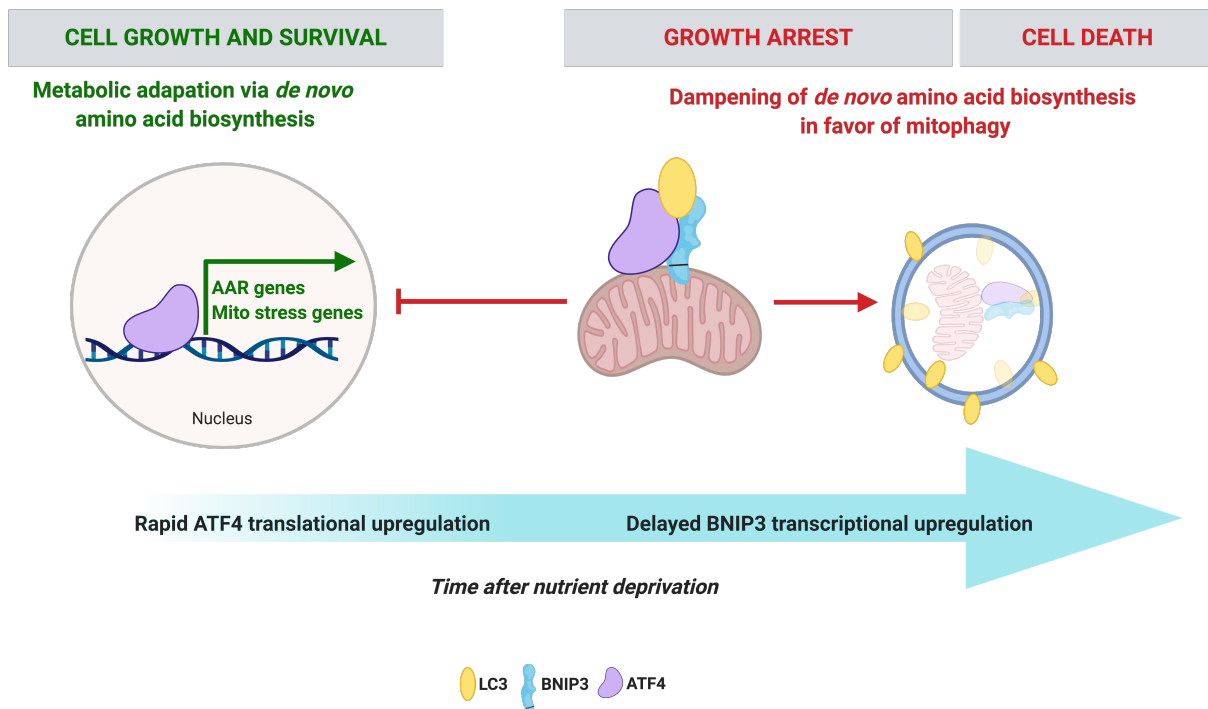 CELL GROWTH AND SURVIVAL
GROWTH ARREST
CELL DEATH
Metabolic adapation via de novo
amino acid biosynthesis
Dampening of de novo amino acid biosynthesis
in favor of mitophagy
AAR genes
Mito stress genes
Nucleus
Rapid ATF4 translational upregulation
Delayed BNIP3 transcriptional upregulation
Time after nutrient deprivation
LC3
BNIP3
ATF4